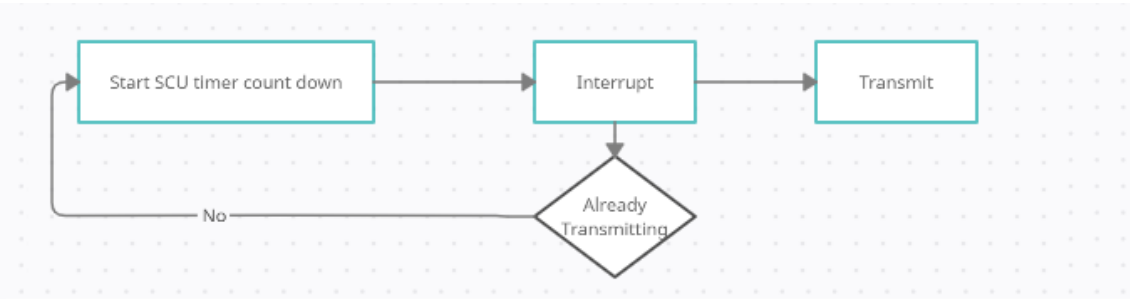 Start SCU timer count down
Interrupt
Transmit
Already
Transmitting
No